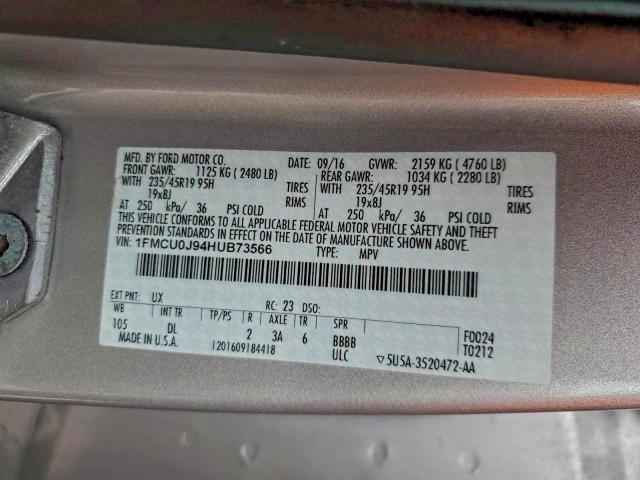 MFD. BY FORD MOTOR CO.
DATE: 09/16 GVWR: 2159 KG ( 4760 LB)
FRONT GAWR: 1125 KG ( 2480 LB) REAR GAWR: 1034 KG ( 2280 LB)
WITH 235/45R19 95H TIRES WITH 235/45R19 95H TIRES
19x8J RIMS 19x8J RIMS
AT 250 kPa/ 36 PSI COLD AT 250 kPa/ 36 PSI COLD
THIS VEHICLE CONFORMS TO ALL APPLICABLE FEDERAL MOTOR VEHICLE SAFETY AND THEFT
PREVENTION STANDARDS IN EFFECT ON THE DATE OF MANUFACTURE SHOWN ABOVE.
VIN: 1FMCU0J94HUB73566 TYPE: MPV
EXT PNT: UX RC: 23 DSO:
WB INT TR TP/PS R AXLE TR SPR
105 DL 2 3A 6 BBBB F0024
MADE IN U.S.A. 1201609184418 ULC T0212
▽5U5A-3520472-AA